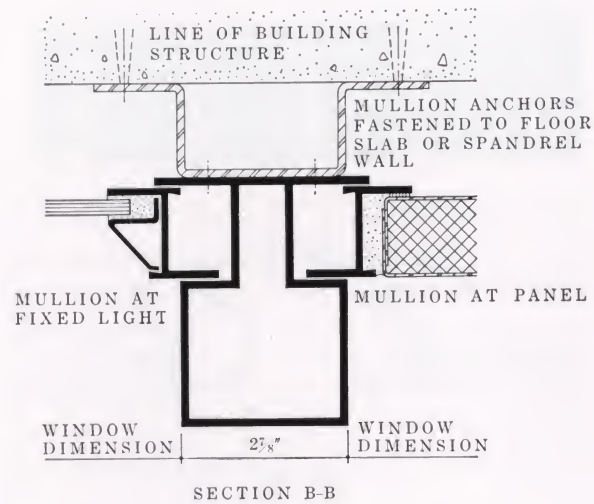 LINE OF BUILDING
STRUCTURE
MULLION ANCHORS
FASTENED TO FLOOR
SLAB OR SPANDREL
WALL
MULLION AT
FIXED LIGHT
MULLION AT PANEL
WINDOW
DIMENSION
2⅞"
WINDOW
DIMENSION
SECTION B-B